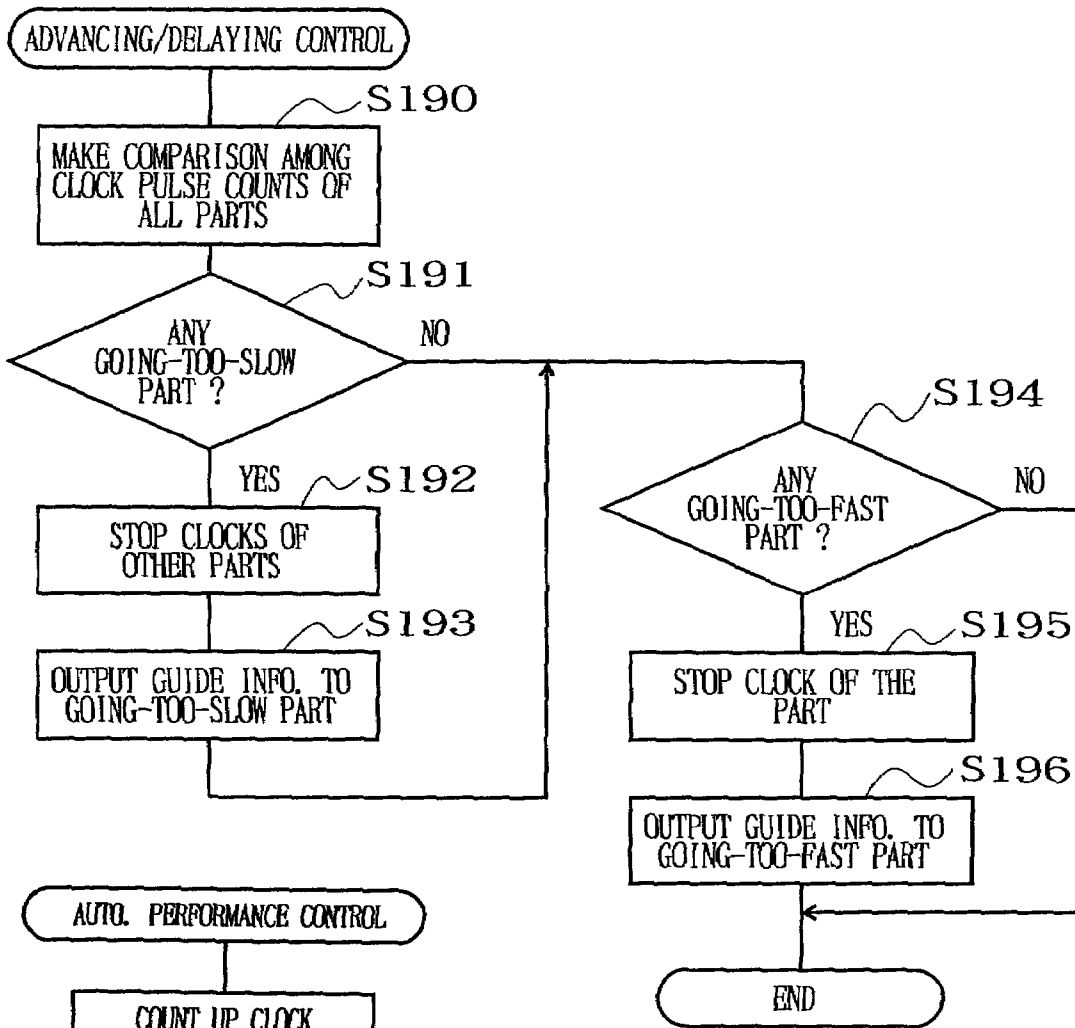 ADVANCING/DELAYING CONTROL
S190
MAKE COMPARISON AMONG
CLOCK PULSE COUNTS OF
ALL PARTS
S191
ANY
GOING-TOO-SLOW
PART ?
NO
YES
S192
STOP CLOCKS OF
OTHER PARTS
S193
OUTPUT GUIDE INFO. TO
GOING-TOO-SLOW PART
S194
ANY
GOING-TOO-FAST
PART ?
NO
YES
S195
STOP CLOCK OF THE
PART
S196
OUTPUT GUIDE INFO. TO
GOING-TOO-FAST PART
END
AUTO. PERFORMANCE CONTROL
COUNT UP CLOCK